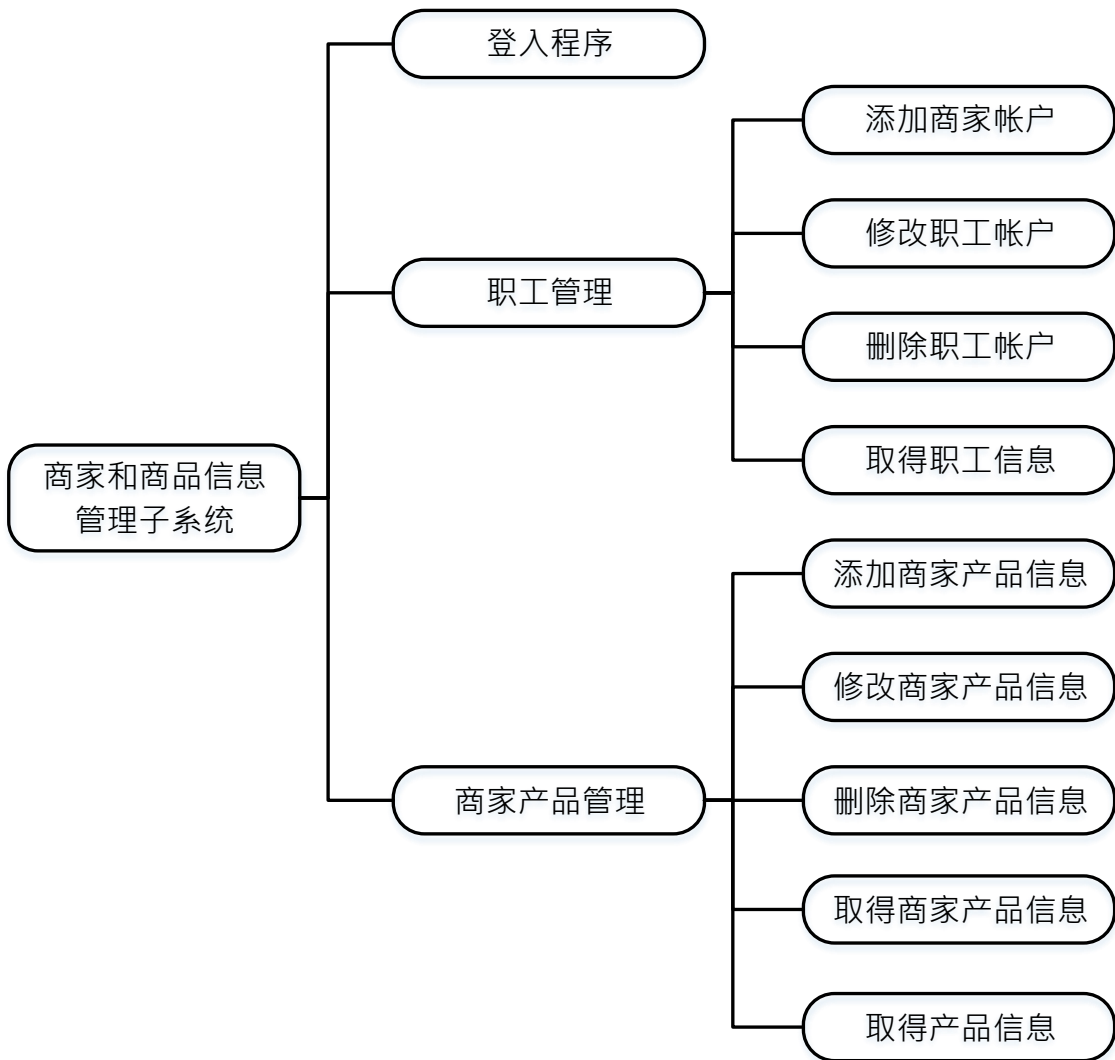 登入程序
添加商家帐户
修改职工帐户
职工管理
删除职工帐户
取得职工信息
商家和商品信息
管理子系统
添加商家产品信息
修改商家产品信息
商家产品管理
删除商家产品信息
取得商家产品信息
取得产品信息